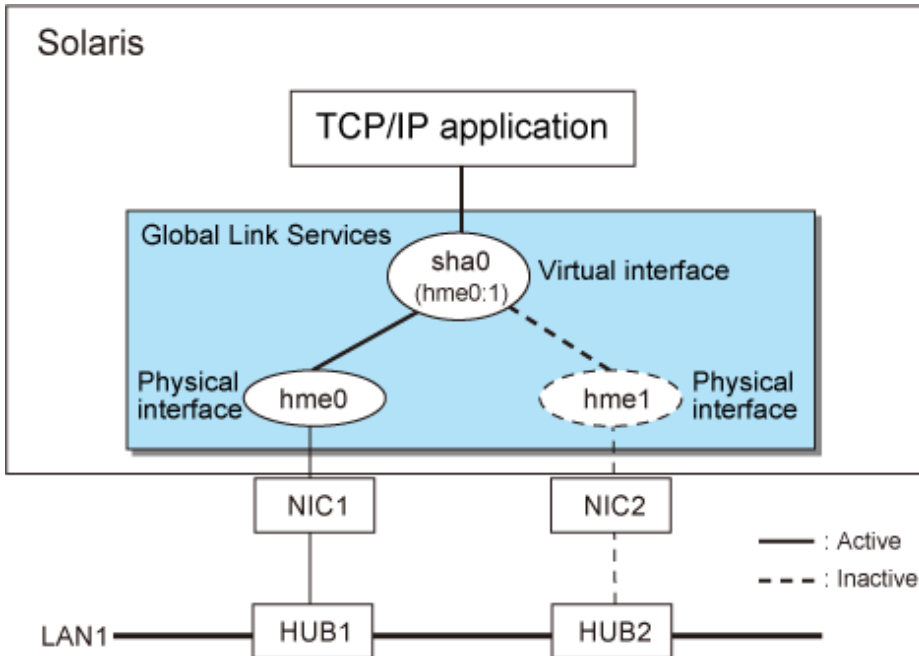 Solaris
TCP/IP application
Global Link Services
sha0
(hme0:1)
Virtual interface
Physical
interface
hme0
hme1
Physical
interface
NIC1
NIC2
: Active
: Inactive
LAN1
HUB1
HUB2